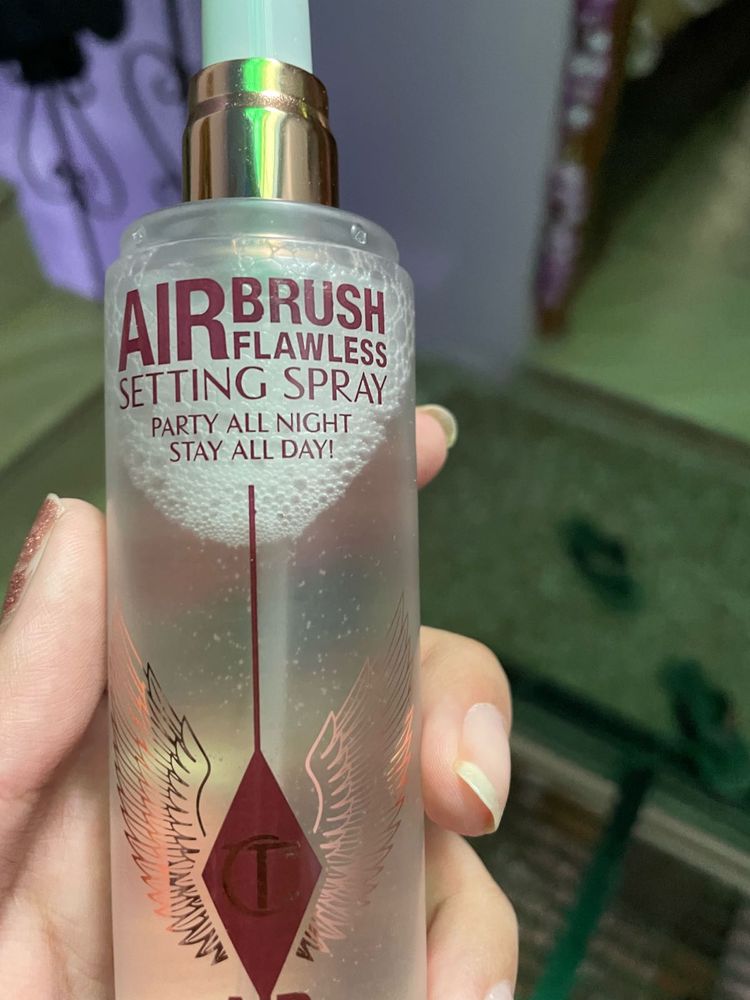 AIRBRUSH
FLAWLESS
SETTING SPRAY
PARTY ALL NIGHT
STAY ALL DAY!
CT